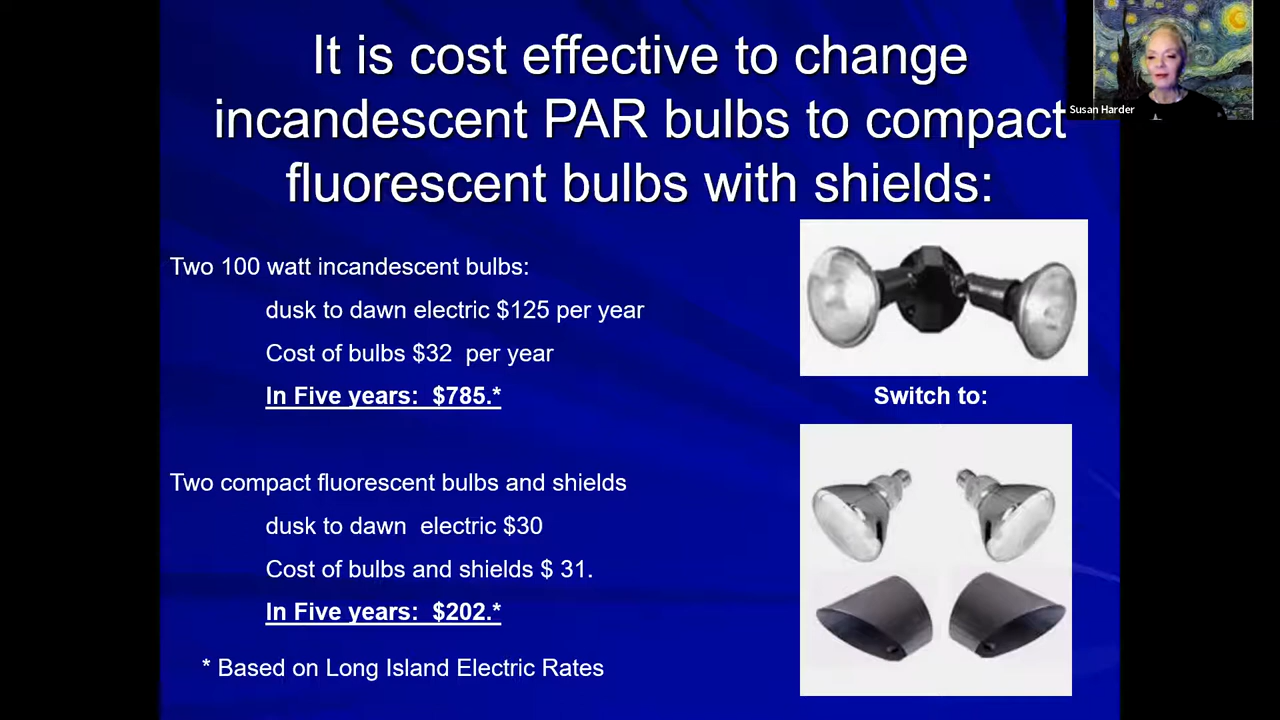 It is cost effective to change
incandescent PAR bulbs to compact
fluorescent bulbs with shields:
Susan Harder
Two 100 watt incandescent bulbs:
dusk to dawn electric $125 per year
Cost of bulbs $32 per year
In Five years: $785.*
Switch to:
Two compact fluorescent bulbs and shields
dusk to dawn electric $30
Cost of bulbs and shields $ 31.
In Five years: $202.*
* Based on Long Island Electric Rates